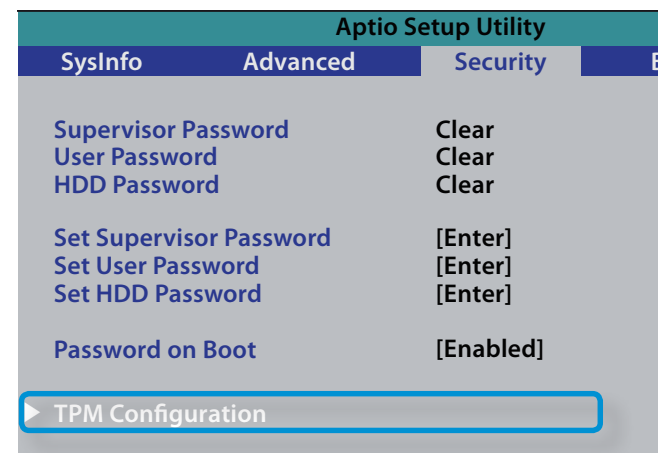 Aptio Setup Utility
SysInfo Advanced Security
Supervisor Password Clear
User Password Clear
HDD Password Clear
Set Supervisor Password [Enter]
Set User Password [Enter]
Set HDD Password [Enter]
Password on Boot [Enabled]
TPM Configuration